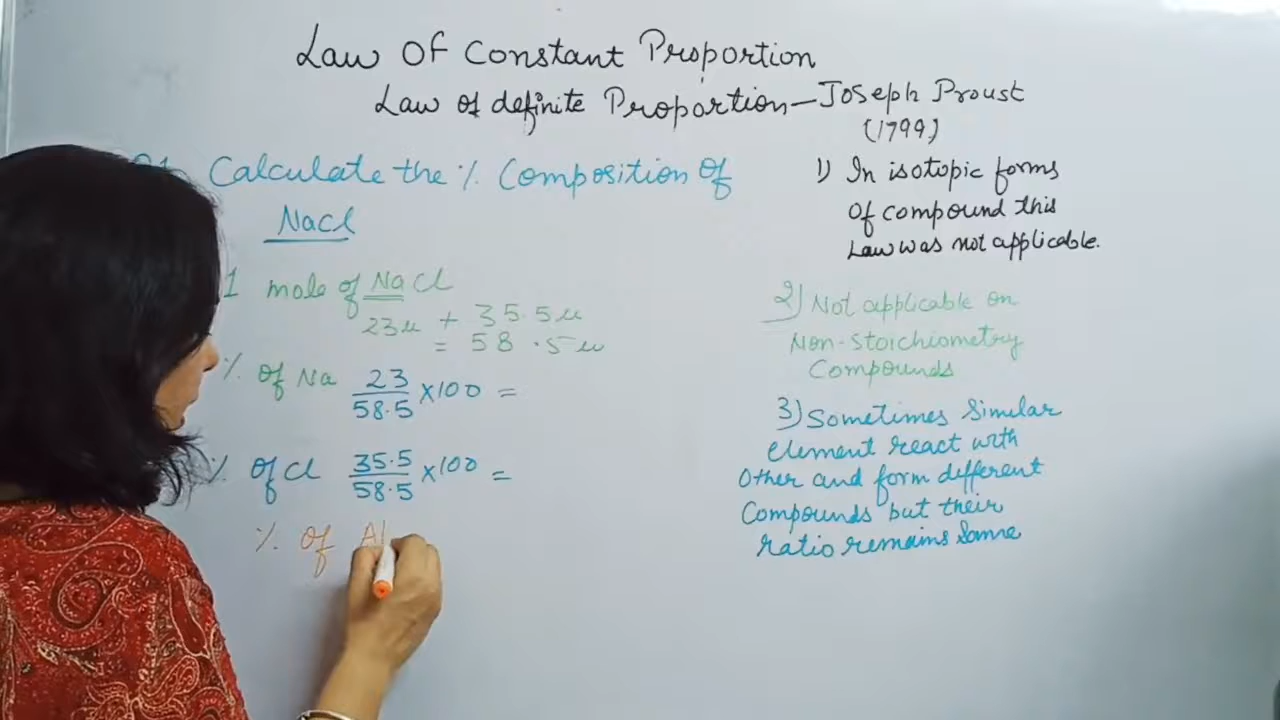 Law Of Constant Proportion
Law of definite Proportion – Joseph Proust
(1799)
Calculate the % Composition of
NaCl
1 mole of NaCl
23u + 35.5u
= 58.5u
% of Na 23/58.5 ×100 =
% of Cl 35.5/58.5 ×100 =
% of Al
1) In isotopic forms
Of compound this
Law was not applicable.
2) Not applicable on
Non-Stoichiometry
Compounds
3) Sometimes Similar
element react with
Other and form different
Compounds but their
ratio remains Same